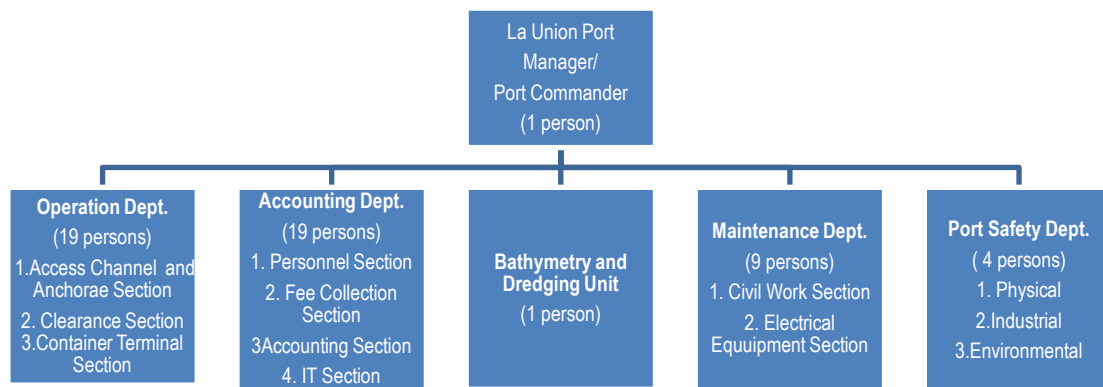 La Union Port
Manager/
Port Commander
(1 person)
Operation Dept.
(19 persons)
1.Access Channel and
Anchorae Section
2. Clearance Section
3.Container Terminal
Section
Accounting Dept.
(19 persons)
1. Personnel Section
2. Fee Collection
Section
3Accounting Section
4. IT Section
Bathymetry and
Dredging Unit
(1 person)
Maintenance Dept.
(9 persons)
1. Civil Work Section
2. Electrical
Equuipment Section
Port Safety Dept.
( 4 persons)
1. Physical
2.Industrial
3.Environmental